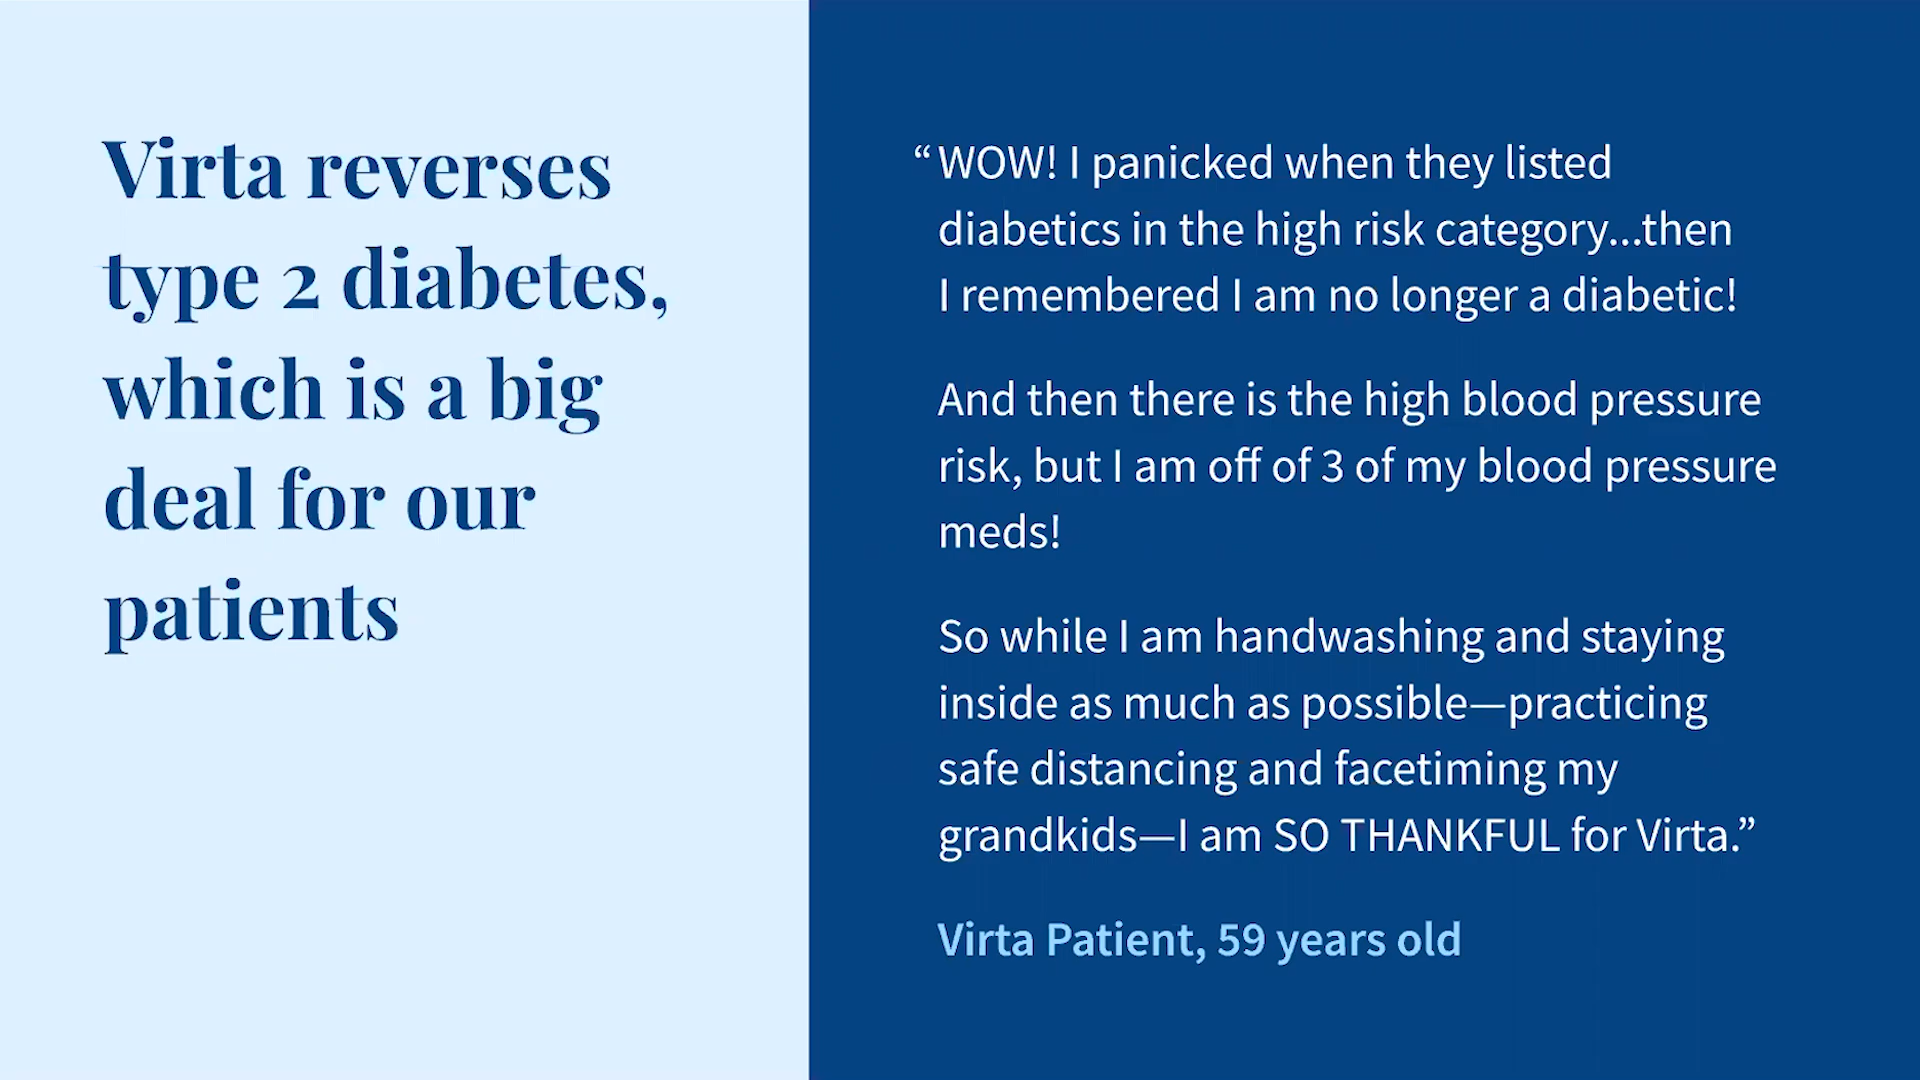 Virta reverses
type 2 diabetes,
which is a big
deal for our
patients
“WOW! I panicked when they listed
diabetics in the high risk category...then
I remembered I am no longer a diabetic!
And then there is the high blood pressure
risk, but I am off of 3 of my blood pressure
meds!
So while I am handwashing and staying
inside as much as possible—practicing
safe distancing and facetiming my
grandkids—I am SO THANKFUL for Virta.”
Virta Patient, 59 years old